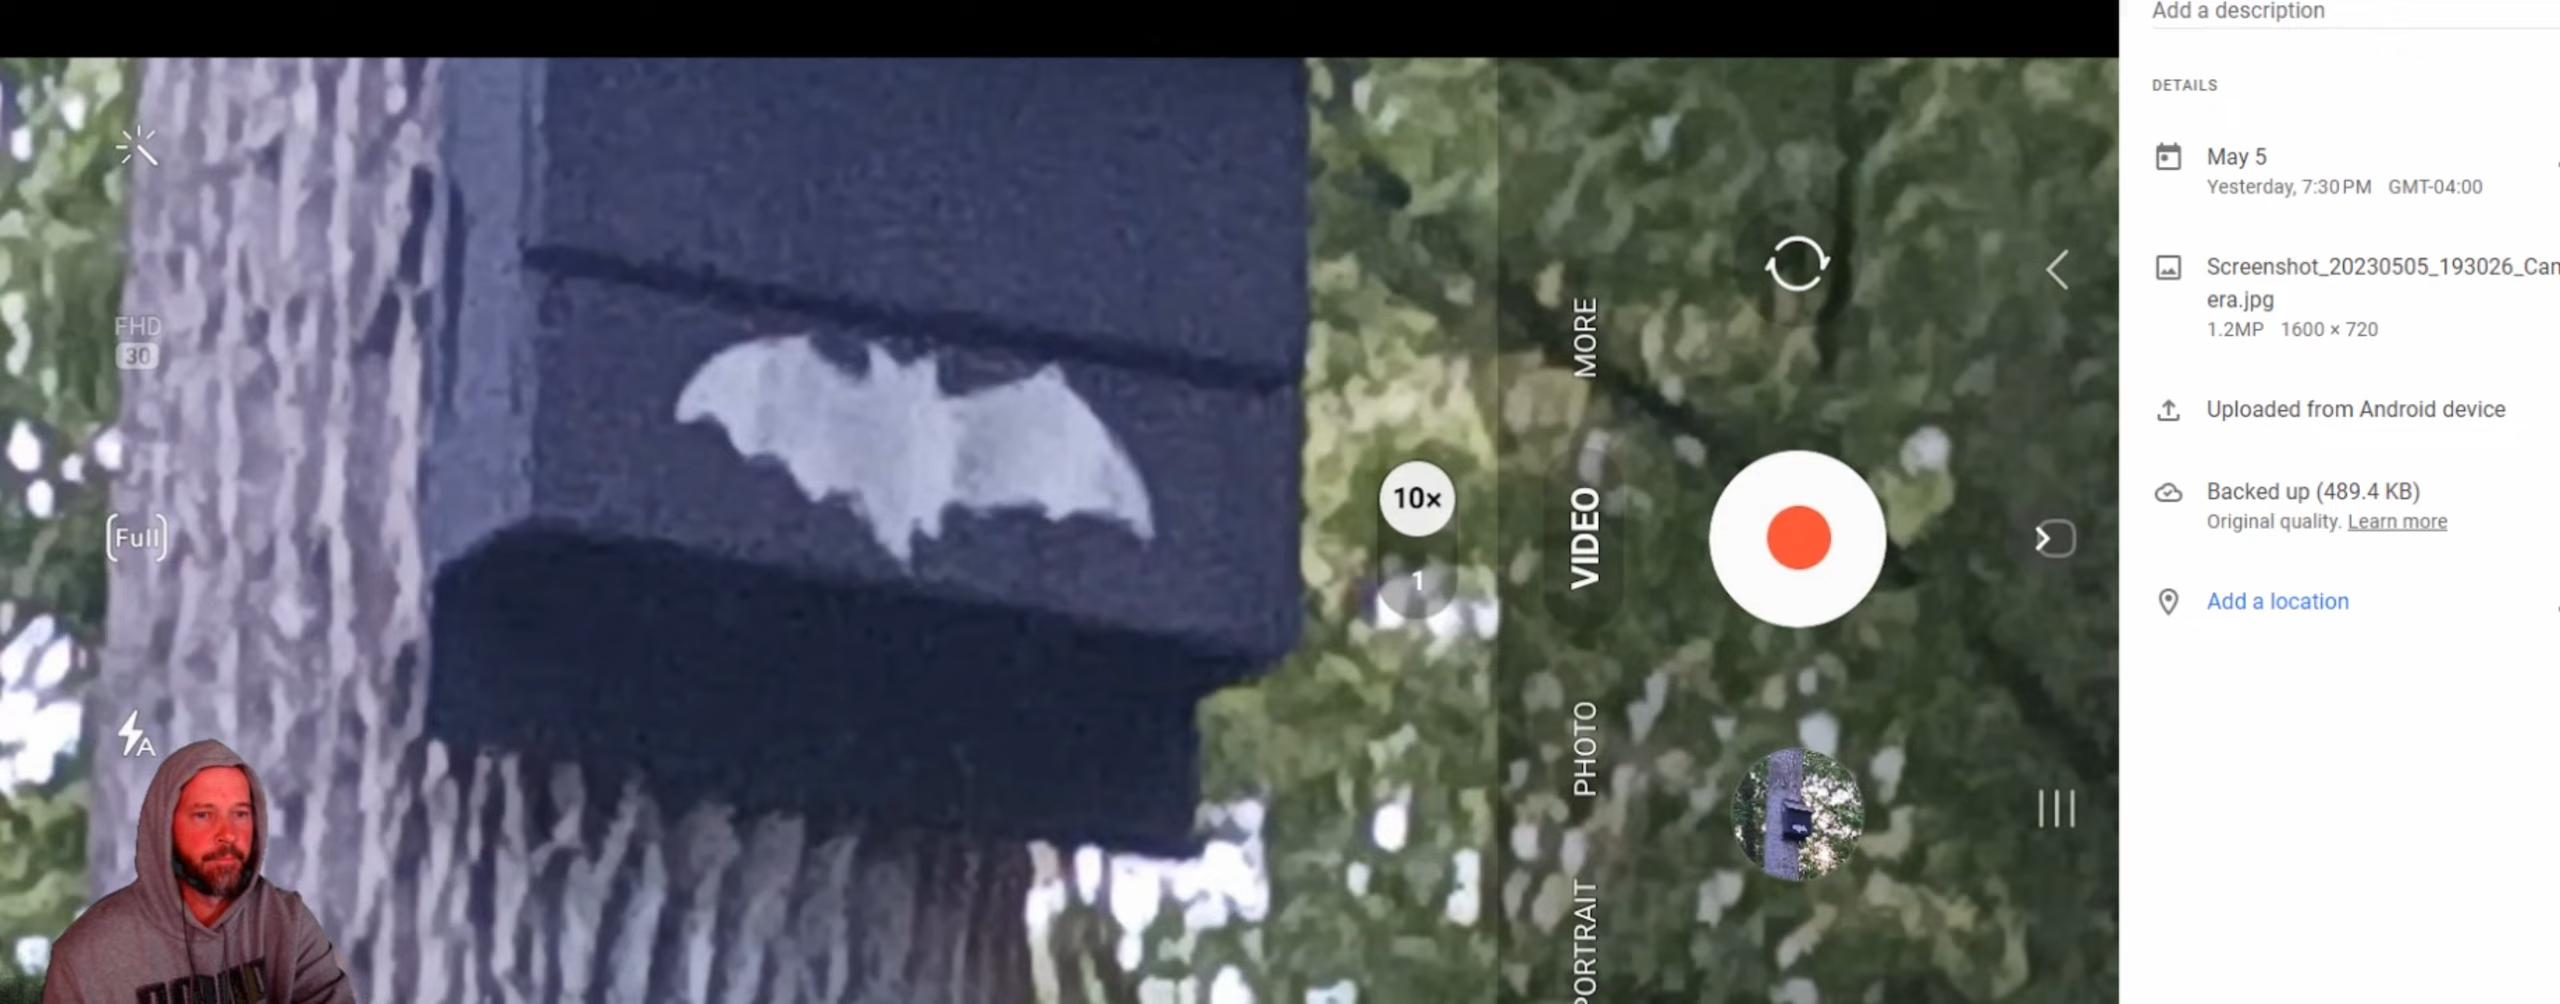 FHD
30
[Full]
A
10×
1
MORE
VIDEO
PHOTO
PORTRAIT
Add a description
DETAILS
May 5
Yesterday, 7:30 PM GMT-04:00
Screenshot_20230505_193026_Cam
era.jpg
1.2MP 1600 × 720
Uploaded from Android device
Backed up (489.4 KB)
Original quality. Learn more
Add a location